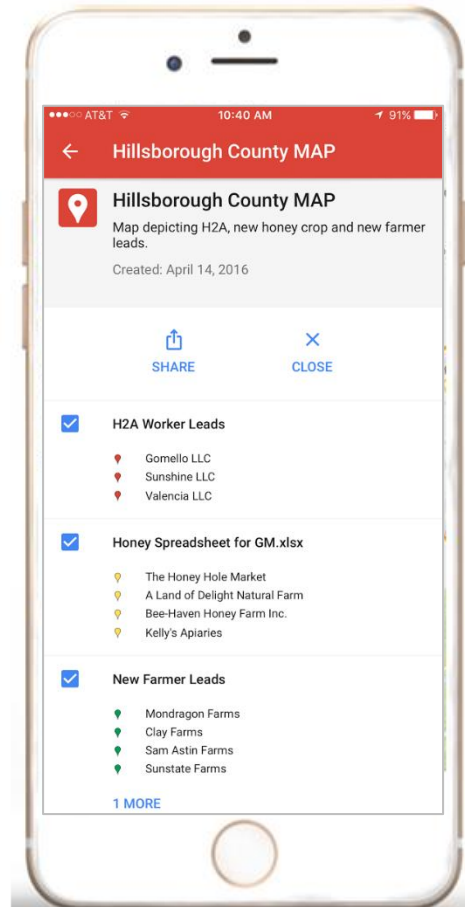 AT&T 10:40 AM 91%
Hillsborough County MAP
Hillsborough County MAP
Map depicting H2A, new honey crop and new farmer
leads.
Created: April 14, 2016
SHARE CLOSE
H2A Worker Leads
Gomello LLC
Sunshine LLC
Valencia LLC
Honey Spreadsheet for GM.xlsx
The Honey Hole Market
A Land of Delight Natural Farm
Bee-Haven Honey Farm Inc.
Kelly's Apiaries
New Farmer Leads
Mondragon Farms
Clay Farms
Sam Astin Farms
Sunstate Farms
1 MORE